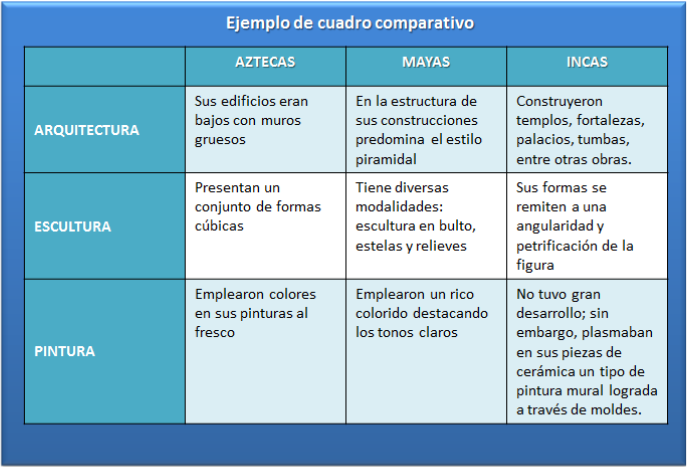 Ejemplo de cuadro comparativo
AZTECAS
MAYAS
INCAS
ARQUITECTURA
Sus edificios eran
bajos con muros
gruesos
En la estructura de
sus construcciones
predomina el estilo
piramidal
Construyeron
templos, fortalezas,
palacios, tumbas,
entre otras obras.
ESCULTURA
Presentan un
conjunto de formas
cúbicas
Tiene diversas
modalidades:
escultura en bulto,
estelas y relieves
Sus formas se
remiten a una
angularidad y
petrificación de la
figura
PINTURA
Emplearon colores
en sus pinturas al
fresco
Emplearon un rico
colorido destacando
los tonos claros
No tuvo gran
desarrollo; sin
embargo, plasmaban
en sus piezas de
cerámica un tipo de
pintura mural lograda
a través de moldes.